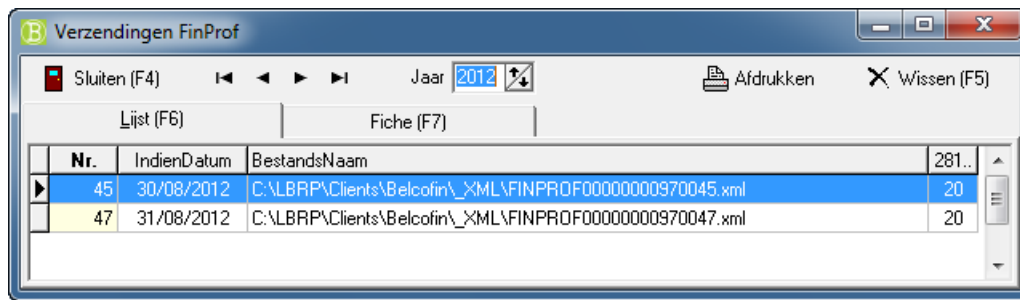 Verzendingen FinProf
Sluiten (F4) Jaar 2012 Afdrukken Wissen (F5)
Lijst (F6) Fiche (F7)
Nr. IndienDatum BestandsNaam 281..
45 30/08/2012 C:\LBRP\Clients\Belcofin\_XML\FINPROF00000000970045.xml 20
47 31/08/2012 C:\LBRP\Clients\Belcofin\_XML\FINPROF00000000970047.xml 20